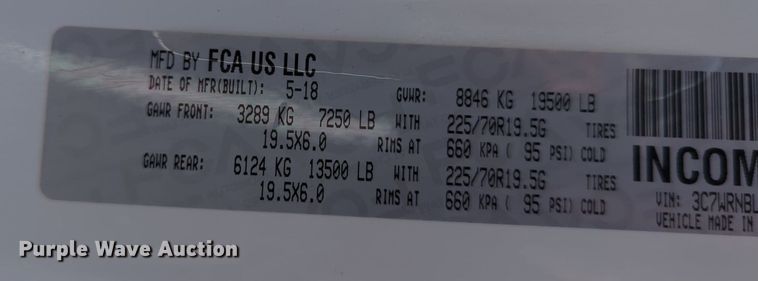 MFD BY FCA US LLC
DATE OF MFR(BUILT): 5-18 GVWR: 8846 KG 19500 LB
GAWR FRONT: 3289 KG 7250 LB WITH 225/70R19.5G TIRES
19.5X6.0 RIMS AT 660 KPA ( 95 PSI) COLD
GAWR REAR: 6124 KG 13500 LB WITH 225/70R19.5G TIRES
19.5X6.0 RIMS AT 660 KPA ( 95 PSI) COLD
INCOM
VIN: 3C7WRNBL
VEHICLE MADE IN
Purple Wave Auction